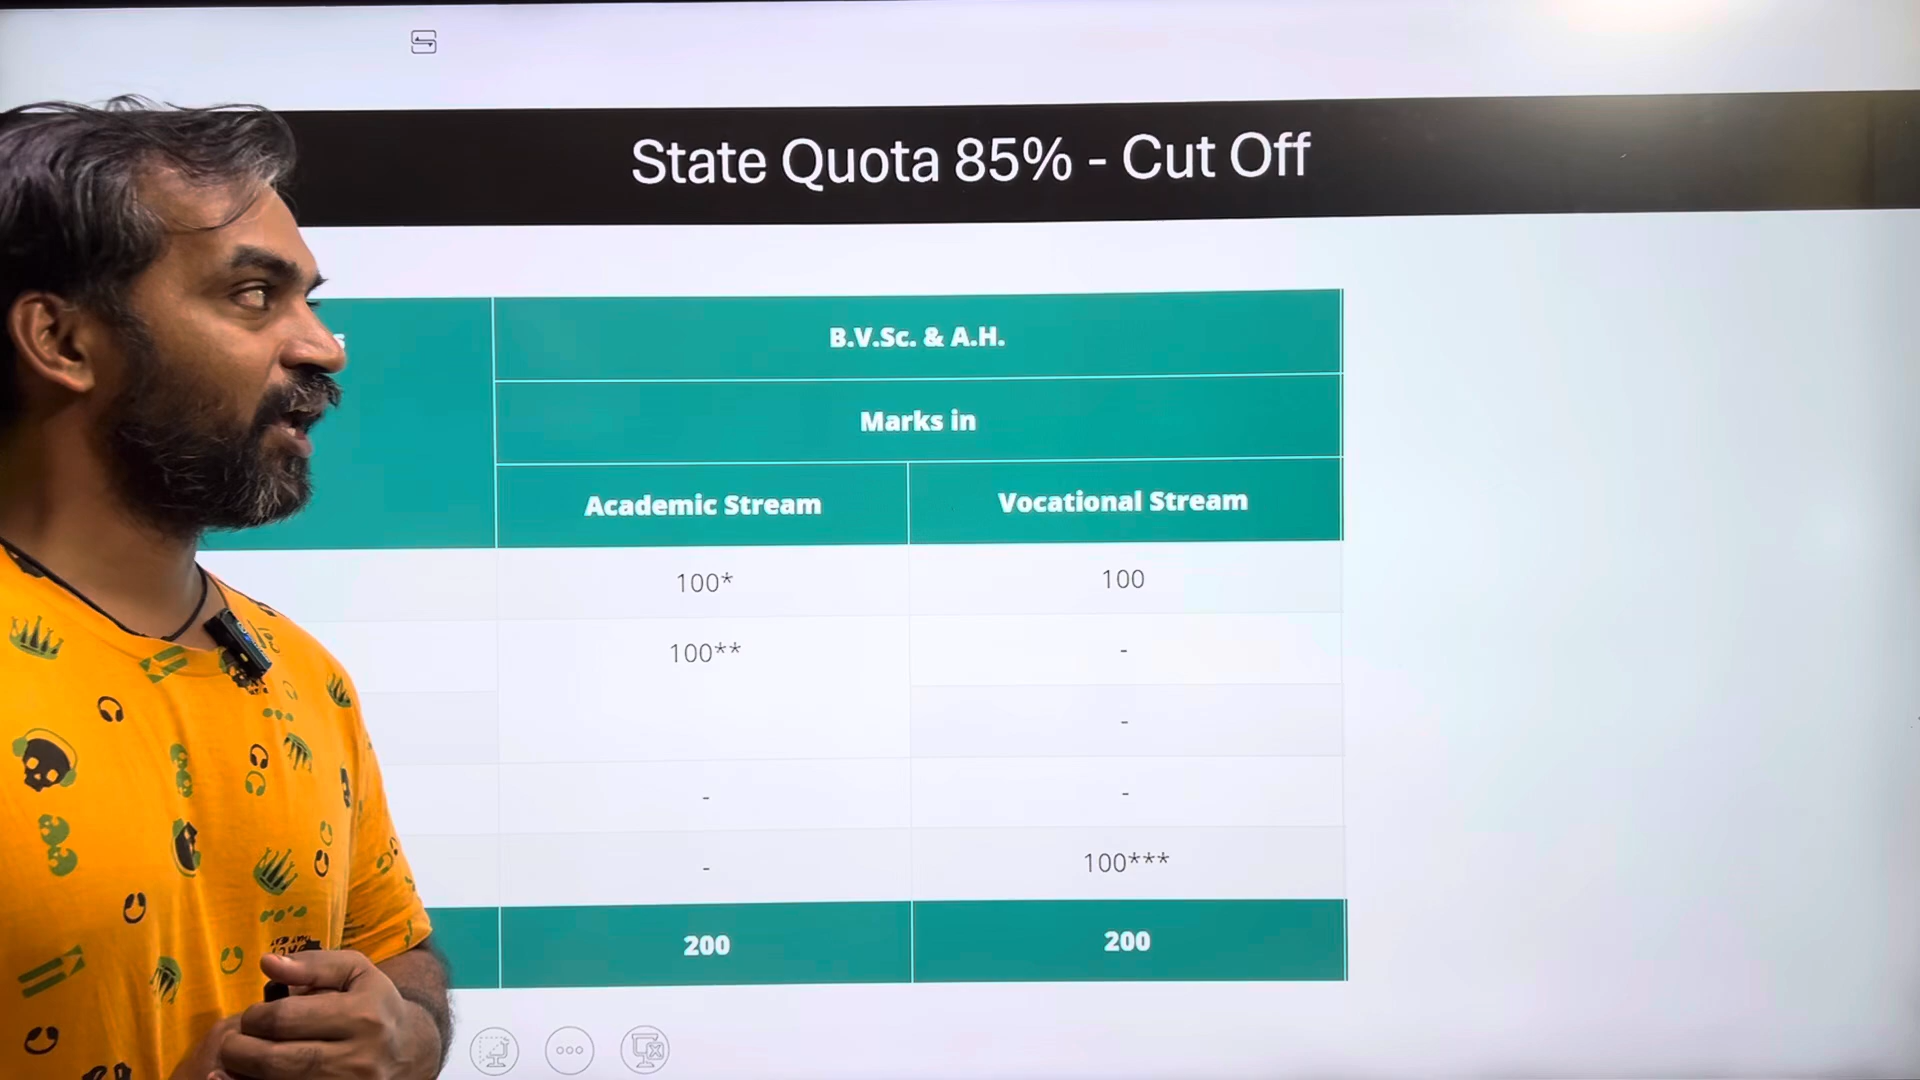 State Quota 85% - Cut Off
B.V.Sc. & A.H.
Marks in
Academic Stream
Vocational Stream
100*
100
100**
-
-
-
-
-
100***
200
200